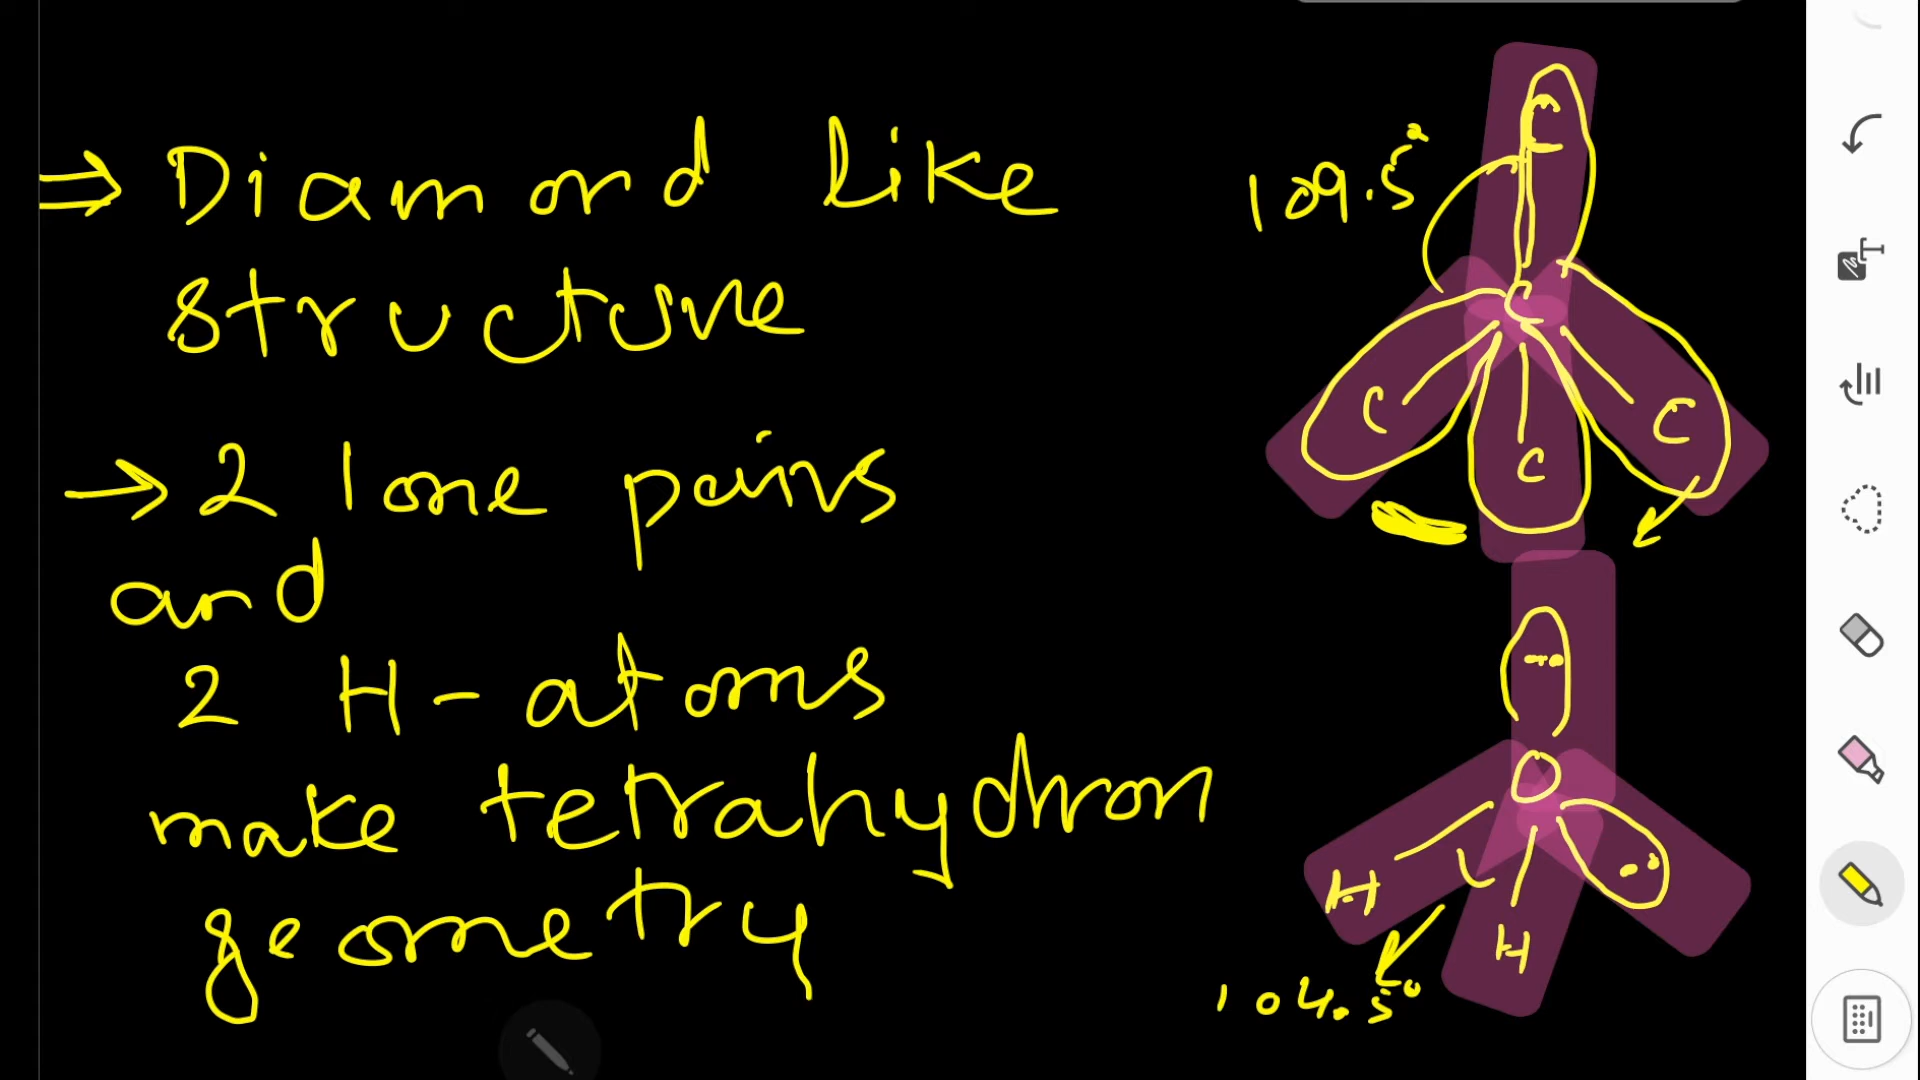 ⇒ Diamond like
structure
→ 2 lone pairs
and
2 H-atoms
make tetrahydron
geometry
109.5°
C
C
C
C
C
O
H
H
104.5°